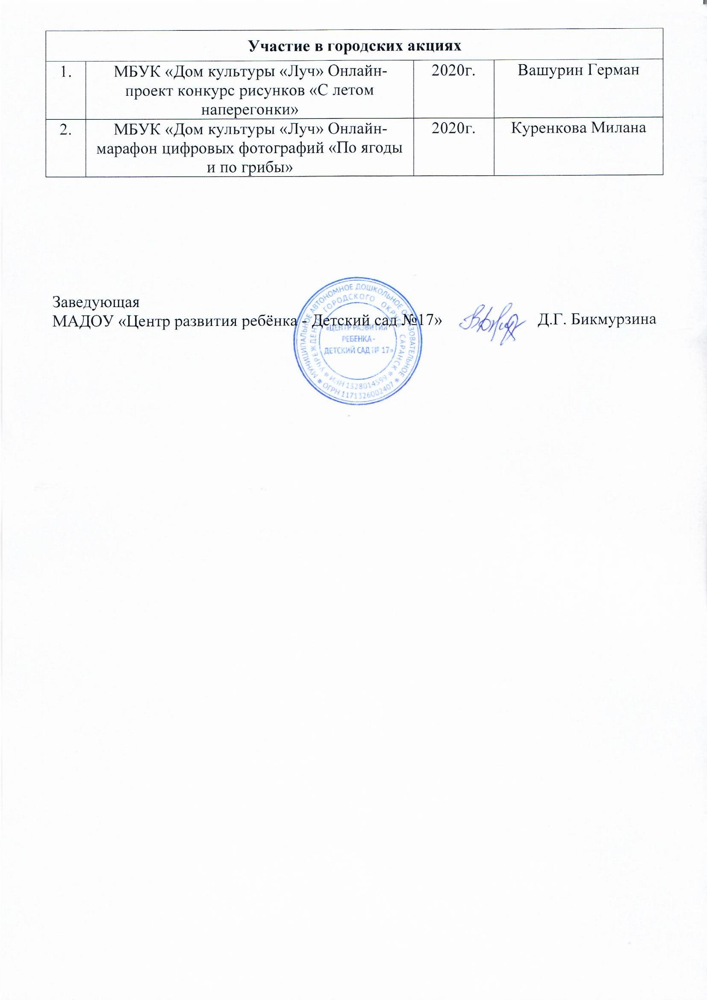 Участие в городских акциях
1.
МБУК «Дом культуры «Луч» Онлайн-
проект конкурс рисунков «С летом
наперегонки»
2020г.
Вашурин Герман
2.
МБУК «Дом культуры «Луч» Онлайн-
марафон цифровых фотографий «По ягоды
и по грибы»
2020г.
Куренкова Милана
Заведующая
МАДОУ «Центр развития ребёнка - Детский сад №17»
Д.Г. Бикмурзина
МУНИЦИПАЛЬНОЕ АВТОНОМНОЕ ДОШКОЛЬНОЕ ОБРАЗОВАТЕЛЬНОЕ
УЧРЕЖДЕНИЕ ГОРОДСКОГО ОКРУГА САРАНСК
«ЦЕНТР РАЗВИТИЯ
РЕБЕНКА-
ДЕТСКИЙ САД № 17»
* ИНН 1328014599 *
* ОГРН 1171326002407 *